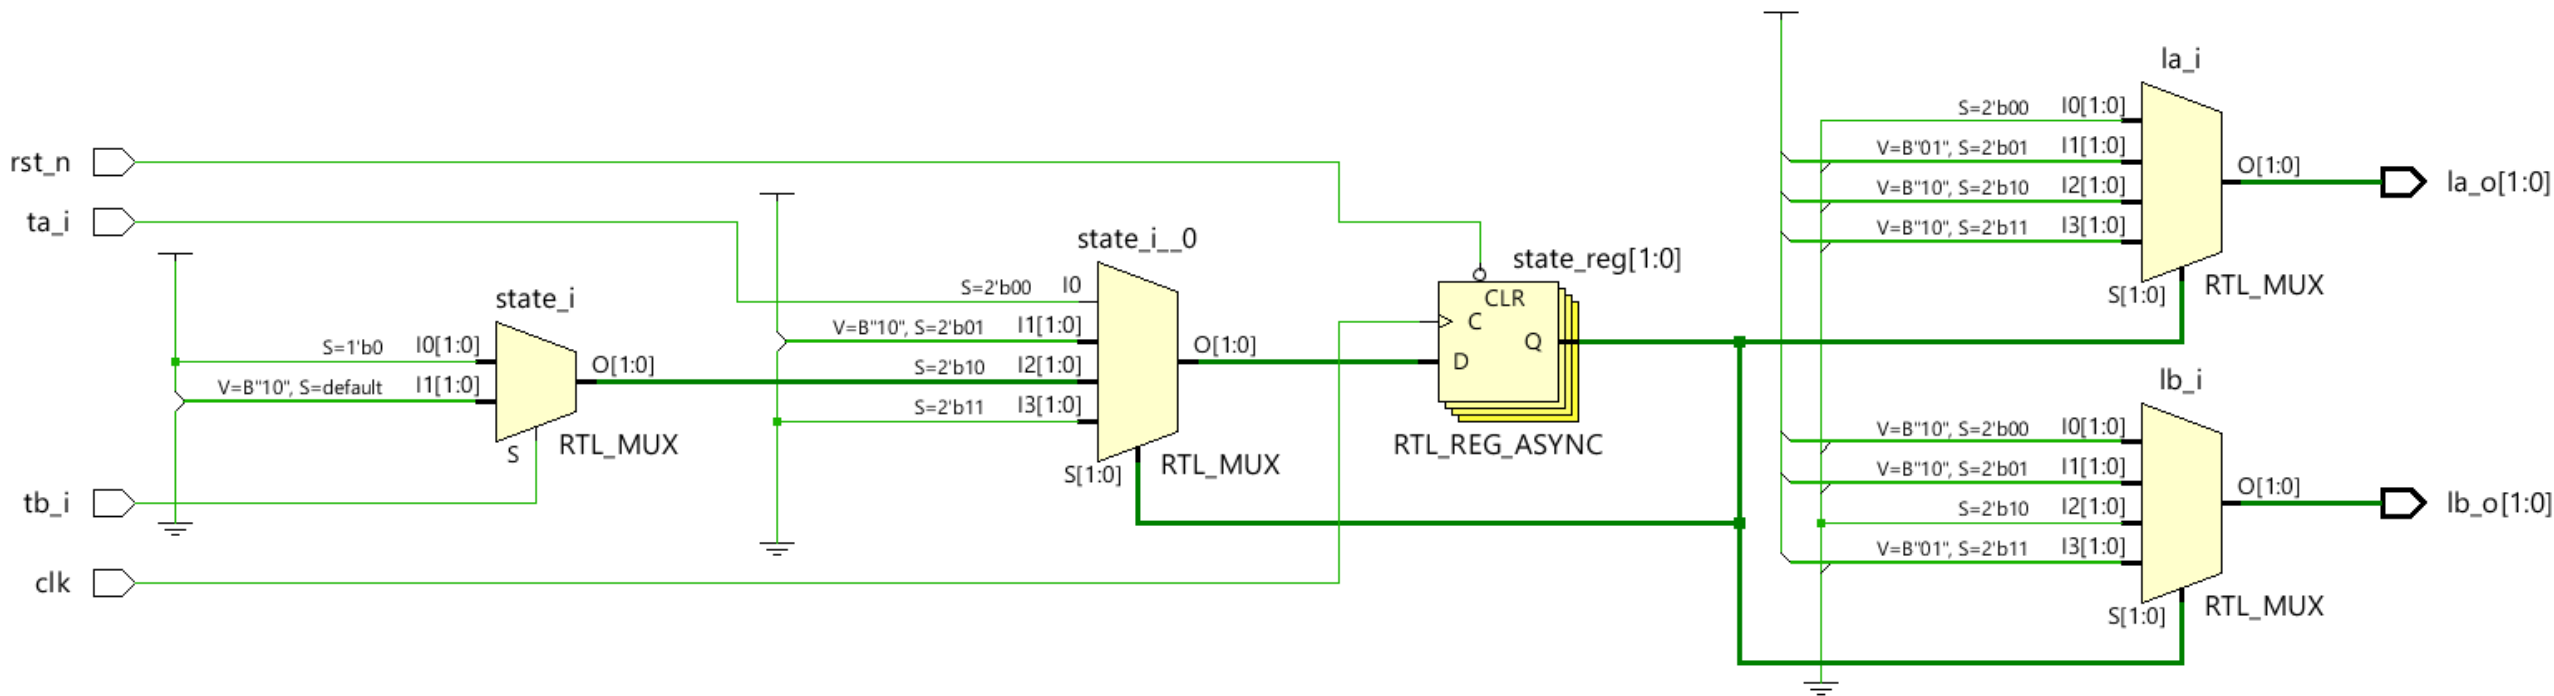 rst_n
ta_i
tb_i
clk
state_i
S=1'b0 I0[1:0]
V=B"10", S=default I1[1:0]
O[1:0]
S
RTL_MUX
state_i__0
S=2'b00 I0
V=B"10", S=2'b01 I1[1:0]
S=2'b10 I2[1:0]
S=2'b11 I3[1:0]
O[1:0]
S[1:0]
RTL_MUX
state_reg[1:0]
CLR
C
D
Q
RTL_REG_ASYNC
la_i
S=2'b00 I0[1:0]
V=B"01", S=2'b01 I1[1:0]
V=B"10", S=2'b10 I2[1:0]
V=B"10", S=2'b11 I3[1:0]
O[1:0]
la_o[1:0]
S[1:0]
RTL_MUX
lb_i
V=B"10", S=2'b00 I0[1:0]
V=B"10", S=2'b01 I1[1:0]
S=2'b10 I2[1:0]
V=B"01", S=2'b11 I3[1:0]
O[1:0]
lb_o[1:0]
S[1:0]
RTL_MUX